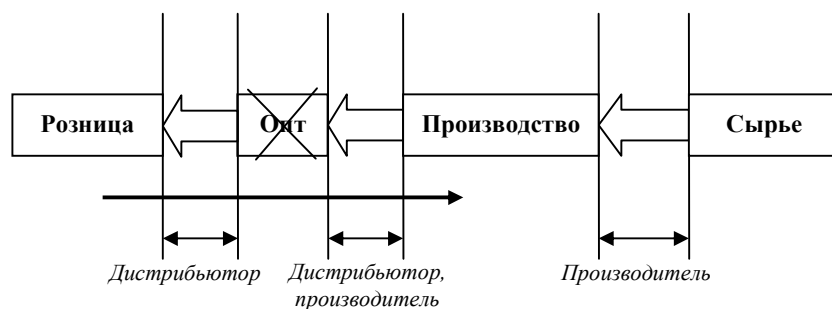 Розница
Опт
Производство
Сырье
Дистрибьютор
Дистрибьютор,
производитель
Производитель